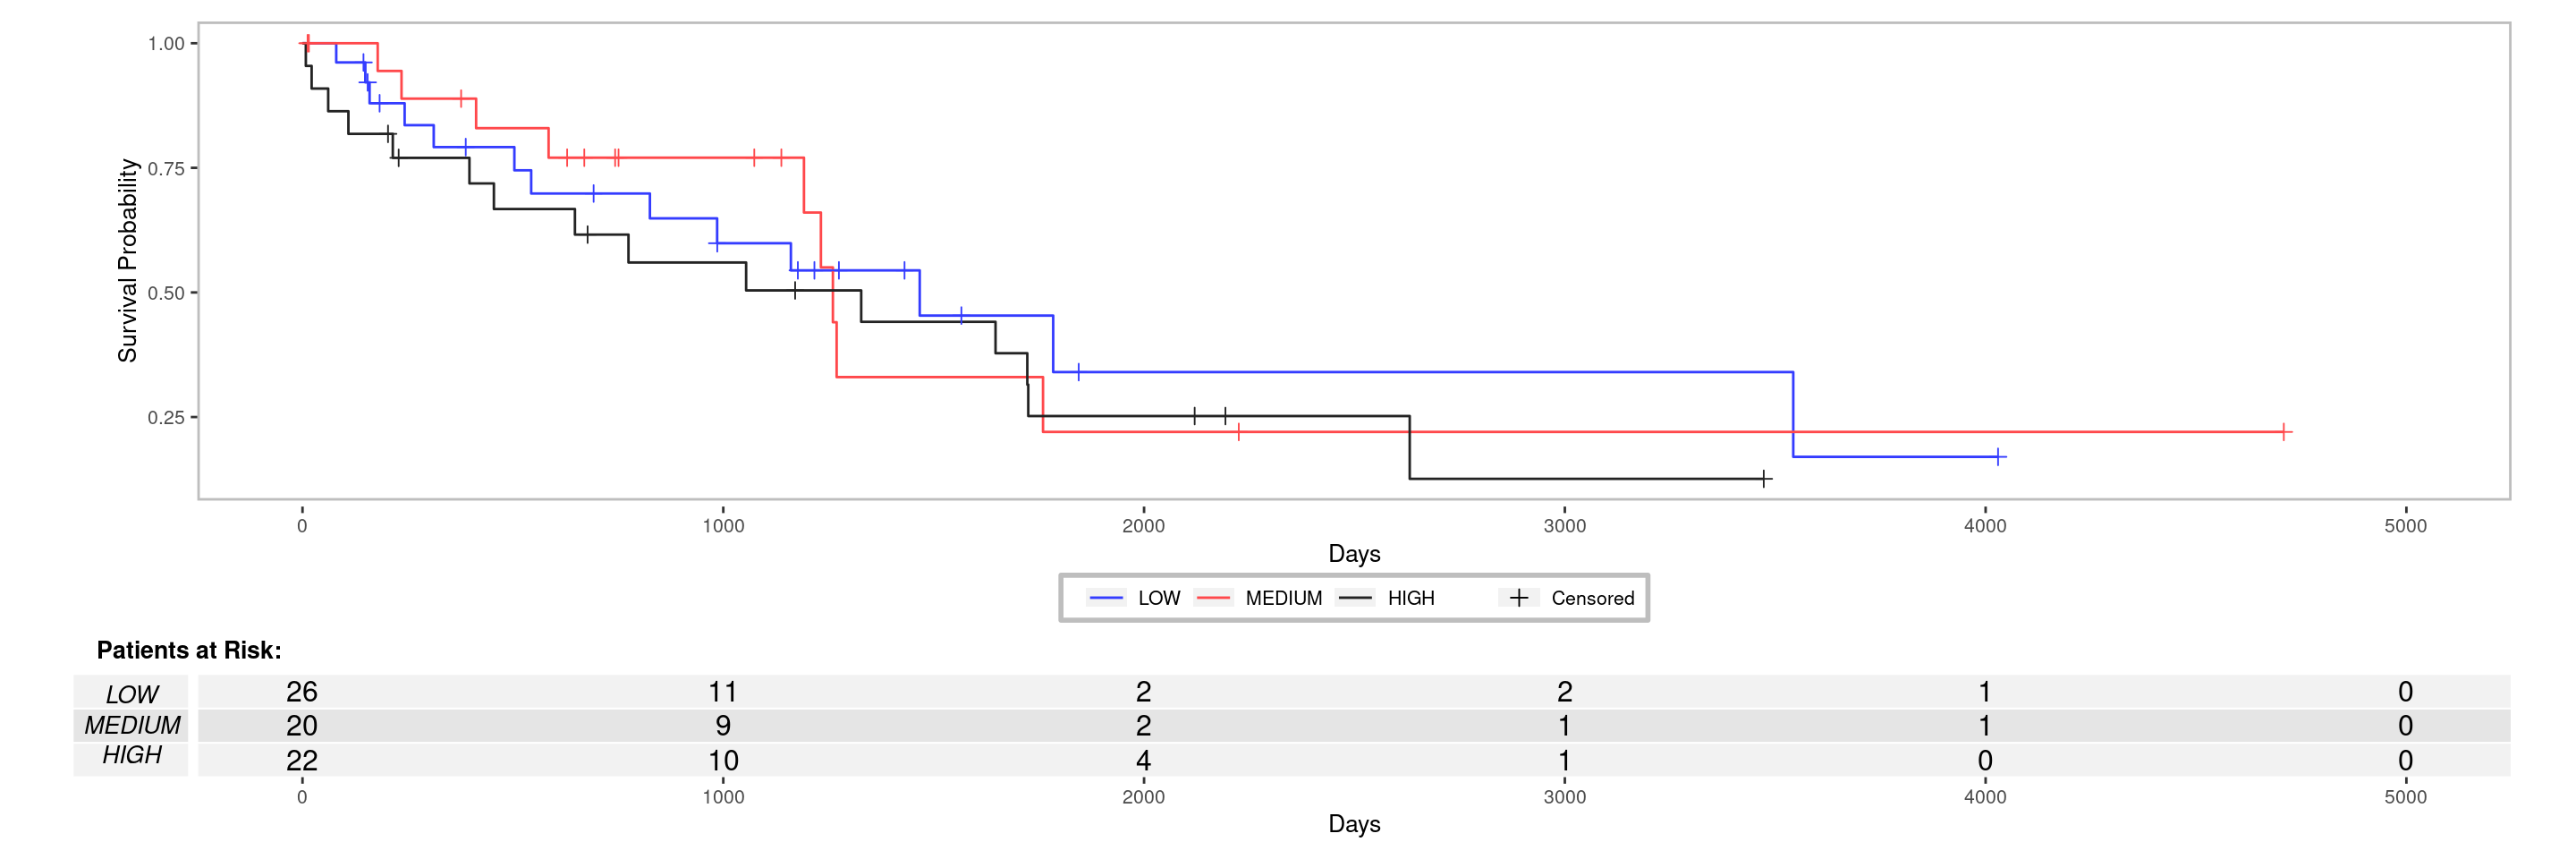 1.00
0.75
0.50
0.25
Survival Probability
0 1000 2000 3000 4000 5000
Days
LOW MEDIUM HIGH Censored
Patients at Risk:
LOW 26 11 2 2 1 0
MEDIUM 20 9 2 1 1 0
HIGH 22 10 4 1 0 0
0 1000 2000 3000 4000 5000
Days